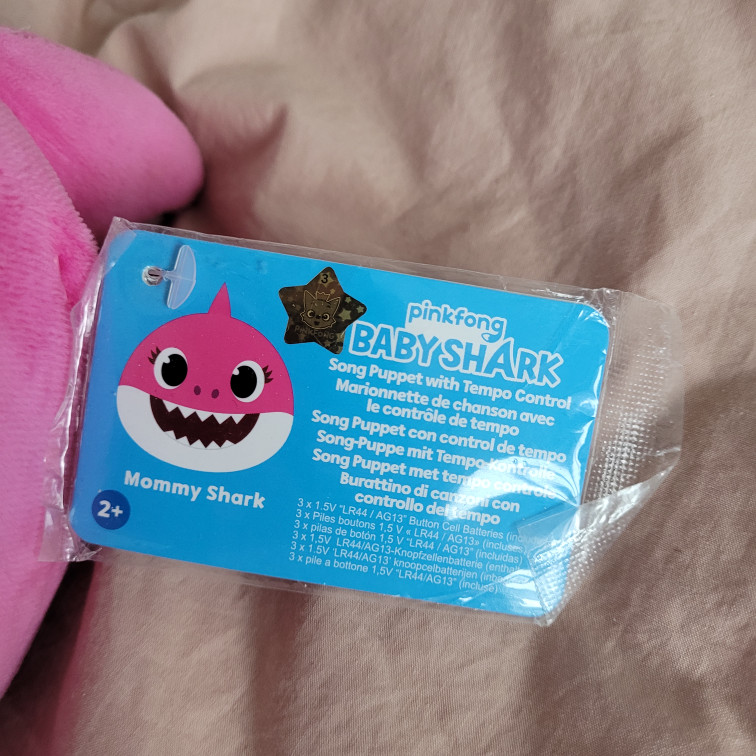 3
PINKFONG
pinkfong
BABY SHARK
Song Puppet with Tempo Control
Marionnette de chanson avec
le contrôle de tempo
Song Puppet con control de tempo
Song-Puppe mit Tempo Kontrolle
Song Puppet met tempo controle
Burattino di canzoni con
controllo del tempo
Mommy Shark
2+
3 x 1.5V "LR44 / AG13" Button Cell Batteries
3 x Piles boutons 1,5 V « LR44 / AG13»
3 x pilas de botón 1,5 V "LR44 / AG13" (incluidas)
3 x 1,5V LR44/AG13-Knopfzellenbatterie
3 x 1,5V 'LR44/AG13' knoopcelbatterijen
3 x pile a bottone 1,5V "LR44/AG13" (incluse)